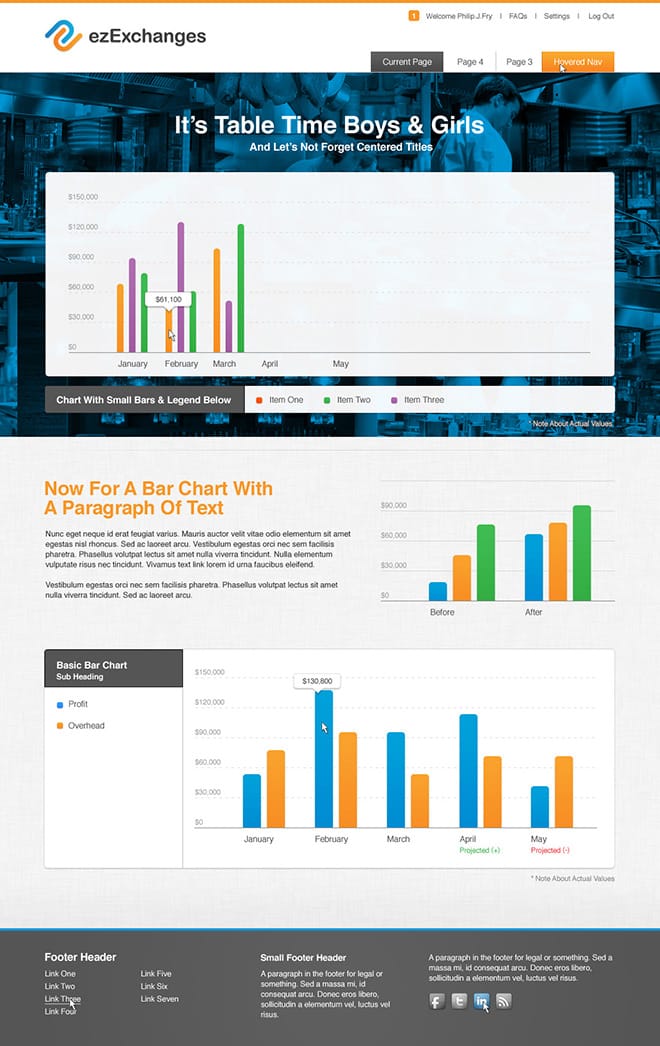 1 Welcome Philip.J.Fry | FAQs | Settings | Log Out
ezExchanges
Current Page Page 4 Page 3 Hovered Nav
It's Table Time Boys & Girls
And Let's Not Forget Centered Titles
$150,000
$120,000
$90,000
$60,000
$30,000
$0
$61,100
January February March April May
Chart With Small Bars & Legend Below Item One Item Two Item Three
* Note About Actual Values
Now For A Bar Chart With
A Paragraph Of Text
Nunc eget neque id erat feugiat varius. Mauris auctor velit vitae odio elementum sit amet
egestas nisl rhoncus. Sed ac laoreet arcu. Vestibulum egestas orci nec sem facilisis
pharetra. Phasellus volutpat lectus sit amet nulla viverra tincidunt. Nulla elementum
vulputate risus nec tincidunt. Vivamus text link lorem id urna faucibus eleifend.
Vestibulum egestas orci nec sem facilisis pharetra. Phasellus volutpat lectus sit amet
nulla viverra tincidunt. Sed ac laoreet arcu.
$90,000
$60,000
$30,000
$0
Before After
Basic Bar Chart
Sub Heading
Profit
Overhead
$150,000
$120,000
$90,000
$60,000
$30,000
$0
$130,800
January February March April May
Projected (+) Projected (-)
* Note About Actual Values
Footer Header
Link One
Link Two
Link Three
Link Four
Link Five
Link Six
Link Seven
Small Footer Header
A paragraph in the footer for legal or
something. Sed a massa mi, id
consequat arcu. Donec eros libero,
sollicitudin a elementum vel, luctus vel
risus.
A paragraph in the footer for legal or something. Sed a
massa mi, id consequat arcu. Donec eros libero,
sollicitudin a elementum vel, luctus vel risus.
f t in